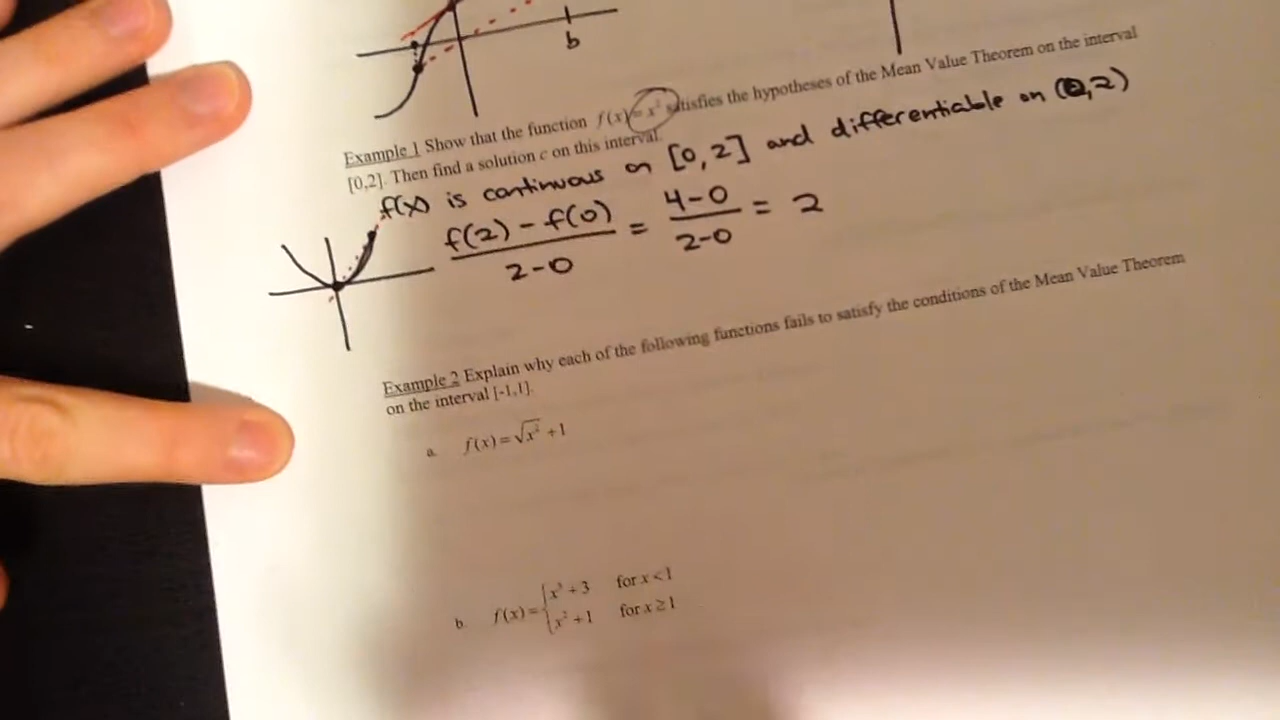 b
Example 1 Show that the function f(x)=x² satisfies the hypotheses of the Mean Value Theorem on the interval
[0,2]. Then find a solution c on this interval.
f(x) is continuous on [0,2] and differentiable on (0,2)
f(2)-f(0)/2-0 = 4-0/2-0 = 2
Example 2 Explain why each of the following functions fails to satisfy the conditions of the Mean Value Theorem
on the interval [-1,1].
a. f(x)=√x² +1
b. f(x)={x³+3 for x<1
x²+1 for x≥1